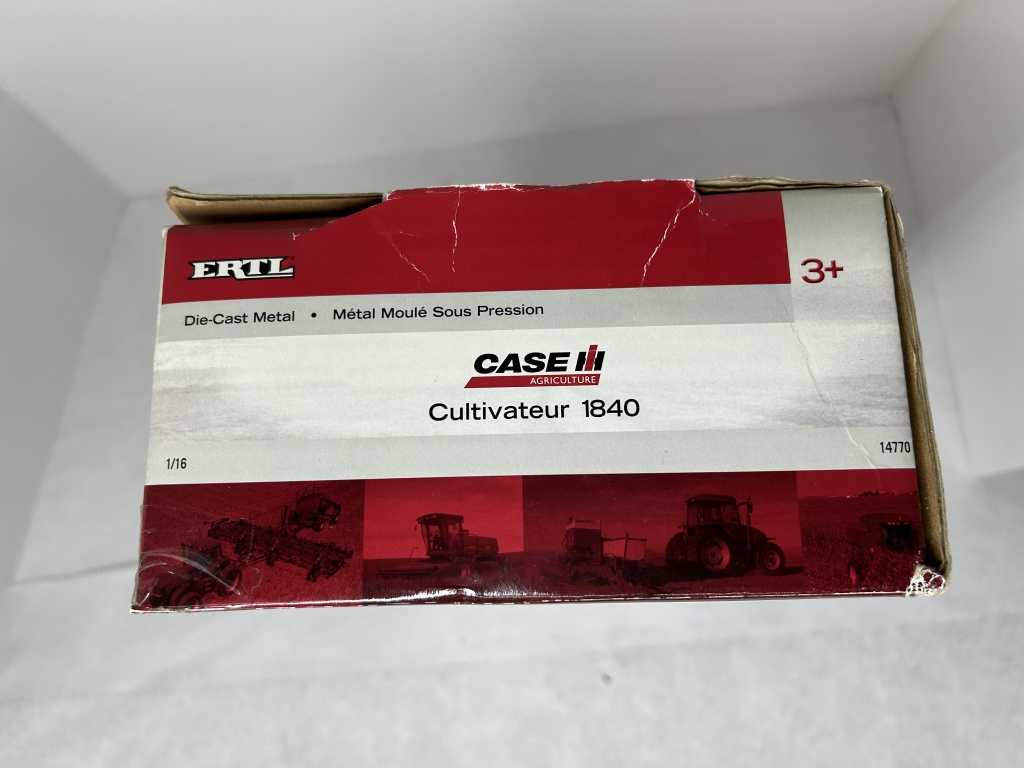 ERTL
3+
Die-Cast Metal • Métal Moulé Sous Pression
CASE IH
AGRICULTURE
Cultivateur 1840
1/16
14770